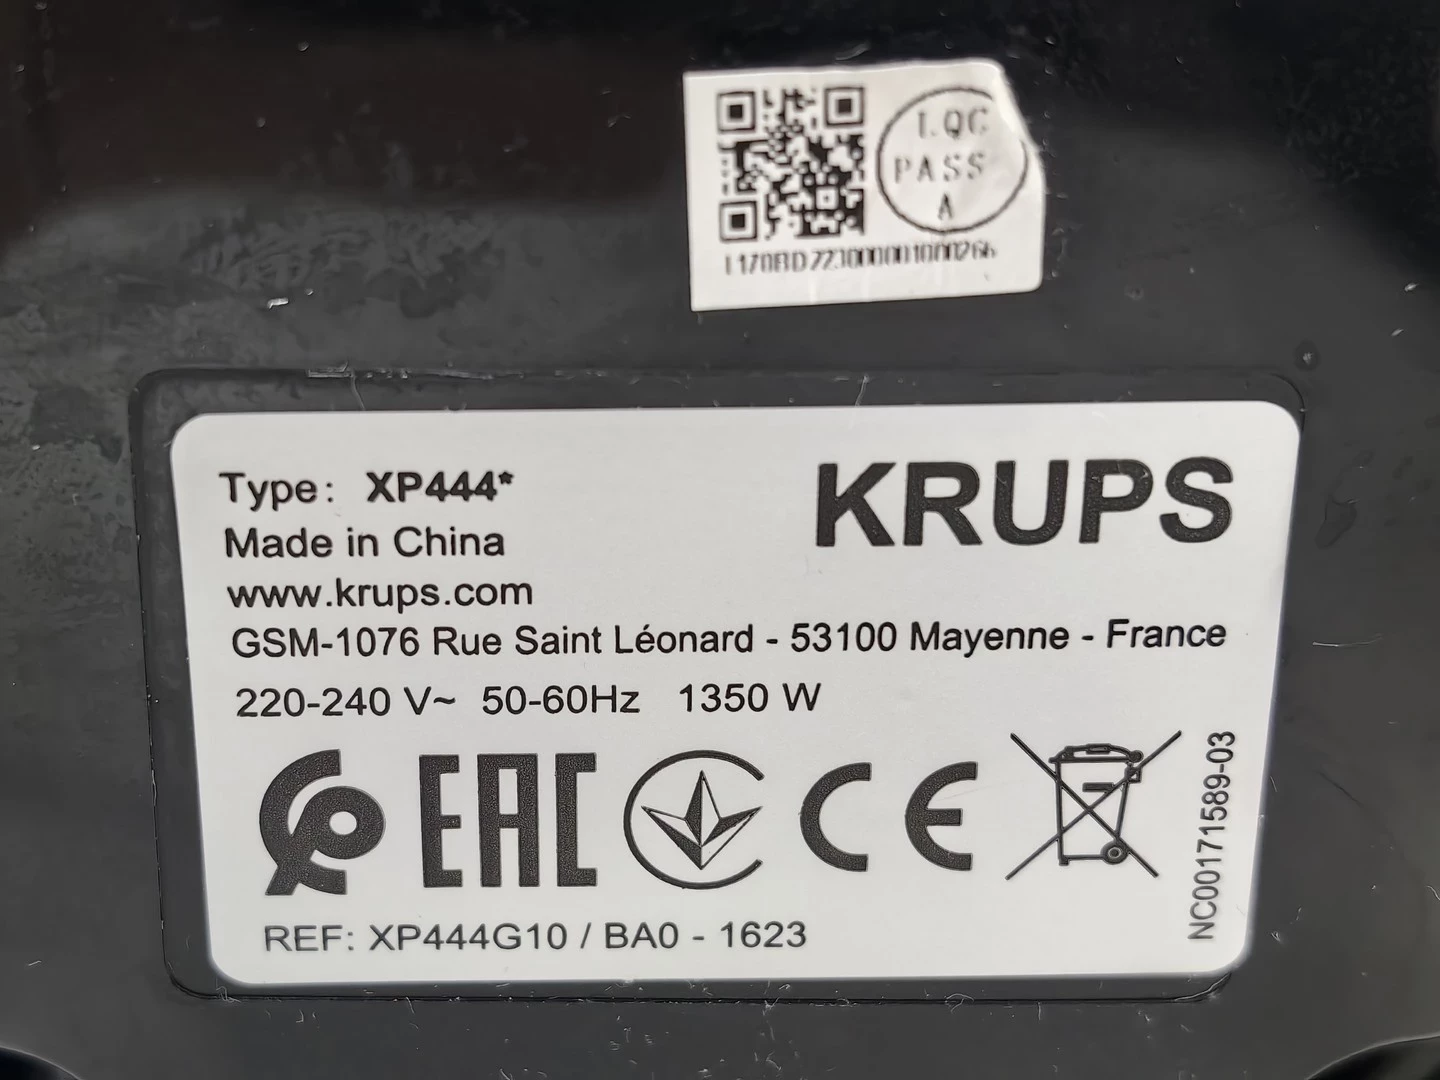 I.QC
PASS
A
Type: XP444*
KRUPS
Made in China
www.krups.com
GSM-1076 Rue Saint Léonard - 53100 Mayenne - France
220-240 V~ 50-60Hz 1350 W
EAC
CE
NC00171589-03
REF: XP444G10 / BA0 - 1623